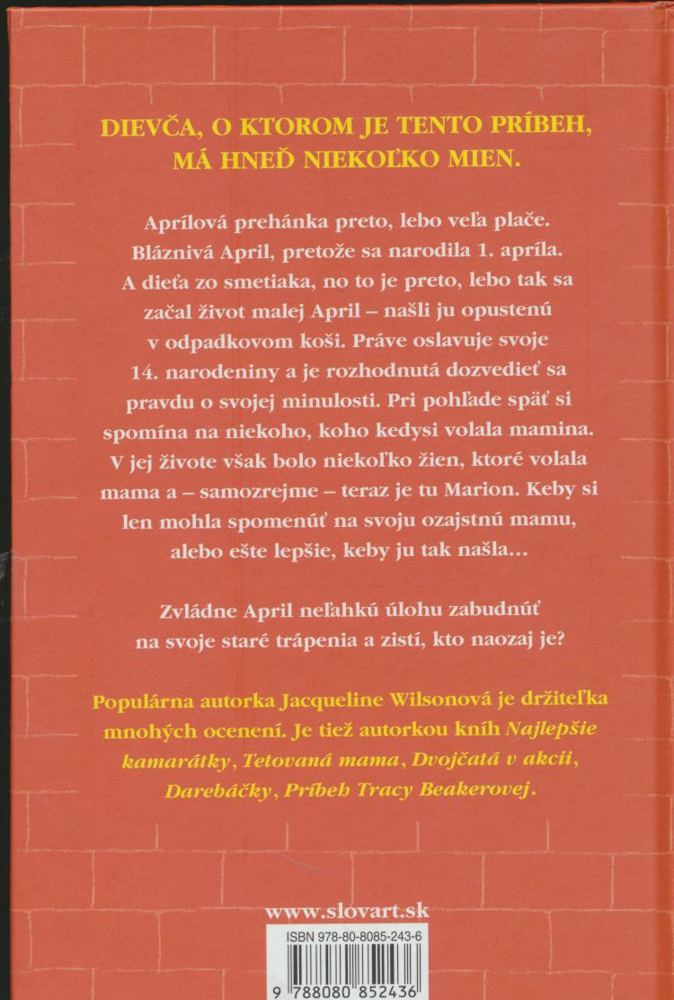 DIEVČA, O KTOROM JE TENTO PRÍBEH,
MÁ HNEĎ NIEKOĽKO MIEN.
Aprílová prehánka preto, lebo veľa plače.
Bláznivá April, pretože sa narodila 1. apríla.
A dieťa zo smetiaka, no to je preto, lebo tak sa
začal život malej April – našli ju opustenú
v odpadkovom koši. Práve oslavuje svoje
14. narodeniny a je rozhodnutá dozvedieť sa
pravdu o svojej minulosti. Pri pohľade späť si
spomína na niekoho, koho kedysi volala mamina.
V jej živote však bolo niekoľko žien, ktoré volala
mama a – samozrejme – teraz je tu Marion. Keby si
len mohla spomenúť na svoju ozajstnú mamu,
alebo ešte lepšie, keby ju tak našla...
Zvládne April neľahkú úlohu zabudnúť
na svoje staré trápenia a zistí, kto naozaj je?
Populárna autorka Jacqueline Wilsonová je držiteľka
mnohých ocenení. Je tiež autorkou kníh Najlepšie
kamarátky, Tetovaná mama, Dvojčatá v akcii,
Darebáčky, Príbeh Tracy Beakerovej.
www.slovart.sk
ISBN 978-80-8085-243-6
9 788080 852436